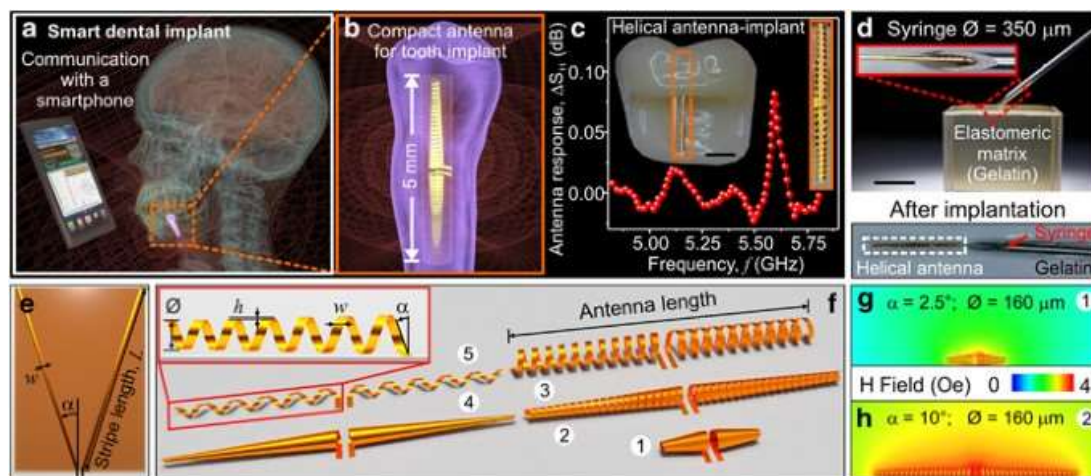 a Smart dental implant
Communication
with a
smartphone
b Compact antenna
for tooth implant
5 mm
c Helical antenna-implant
Antenna response, ΔS₁₁ (dB)
0.10
0.05
0.00
5.00 5.25 5.50 5.75
Frequency, f (GHz)
d Syringe Ø = 350 μm
Elastomeric
matrix
(Gelatin)
After implantation
Syringe
Helical antenna
Gelatin
e
w
α
Stripe length, L
f
Ø
h
w
α
Antenna length
5
4
3
2
1
g α = 2.5°; Ø = 160 μm 1
H Field (Oe) 0 4
h α = 10°; Ø = 160 μm 2